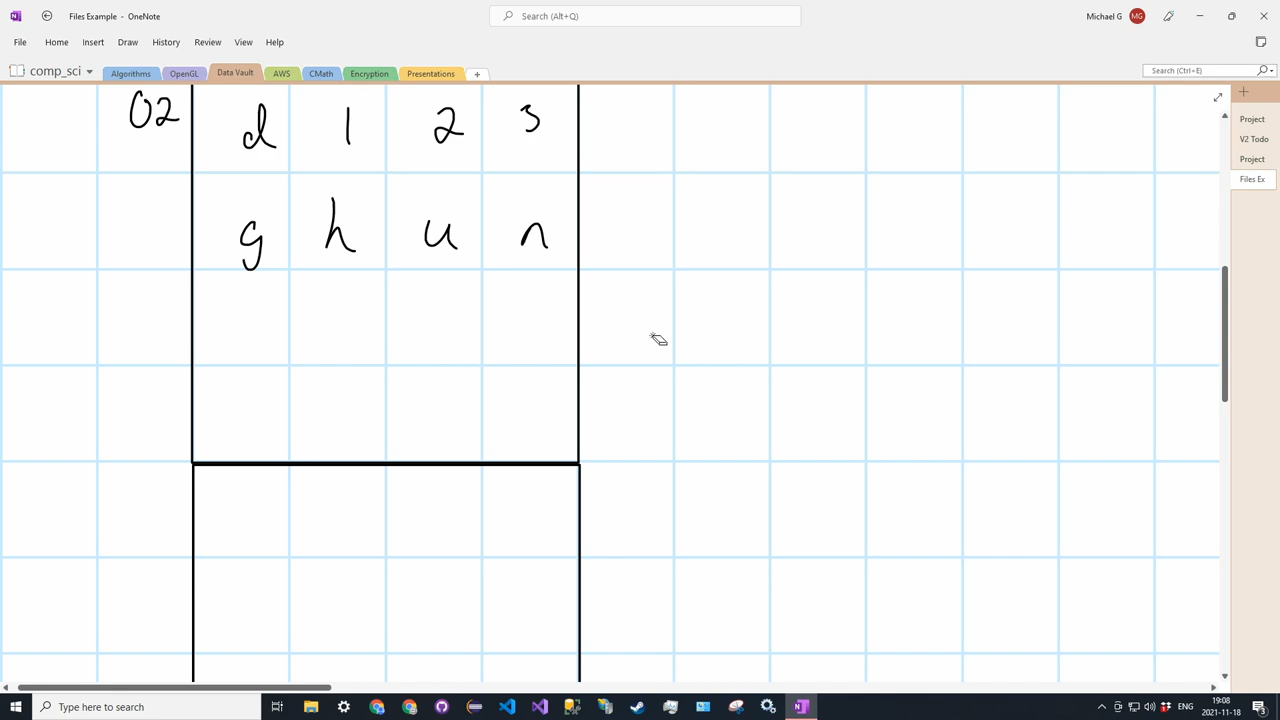 Files Example - OneNote
Search (Alt+Q)
Michael G
MG
File Home Insert Draw History Review View Help
comp_sci
Algorithms OpenGL Data Vault AWS CMath Encryption Presentations +
Search (Ctrl+E)
Project
V2 Todo
Project
Files Ex
02 d 1 2 3
g h u n
Type here to search
19:08
2021-11-18